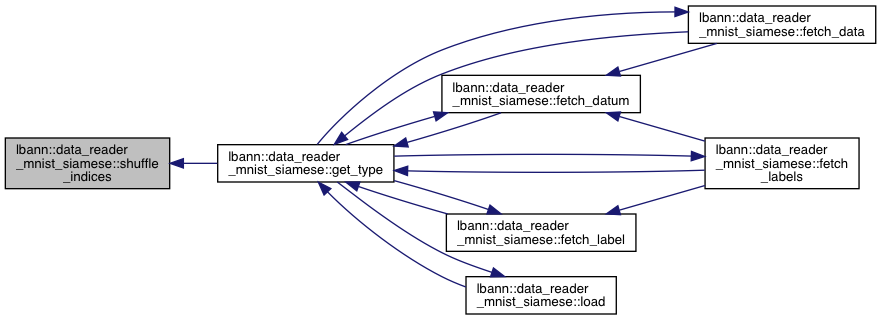 lbann::data_reader
_mnist_siamese::shuffle
_indices
lbann::data_reader
_mnist_siamese::get_type
lbann::data_reader
_mnist_siamese::fetch_data
lbann::data_reader
_mnist_siamese::fetch_datum
lbann::data_reader
_mnist_siamese::fetch
_labels
lbann::data_reader
_mnist_siamese::fetch_label
lbann::data_reader
_mnist_siamese::load